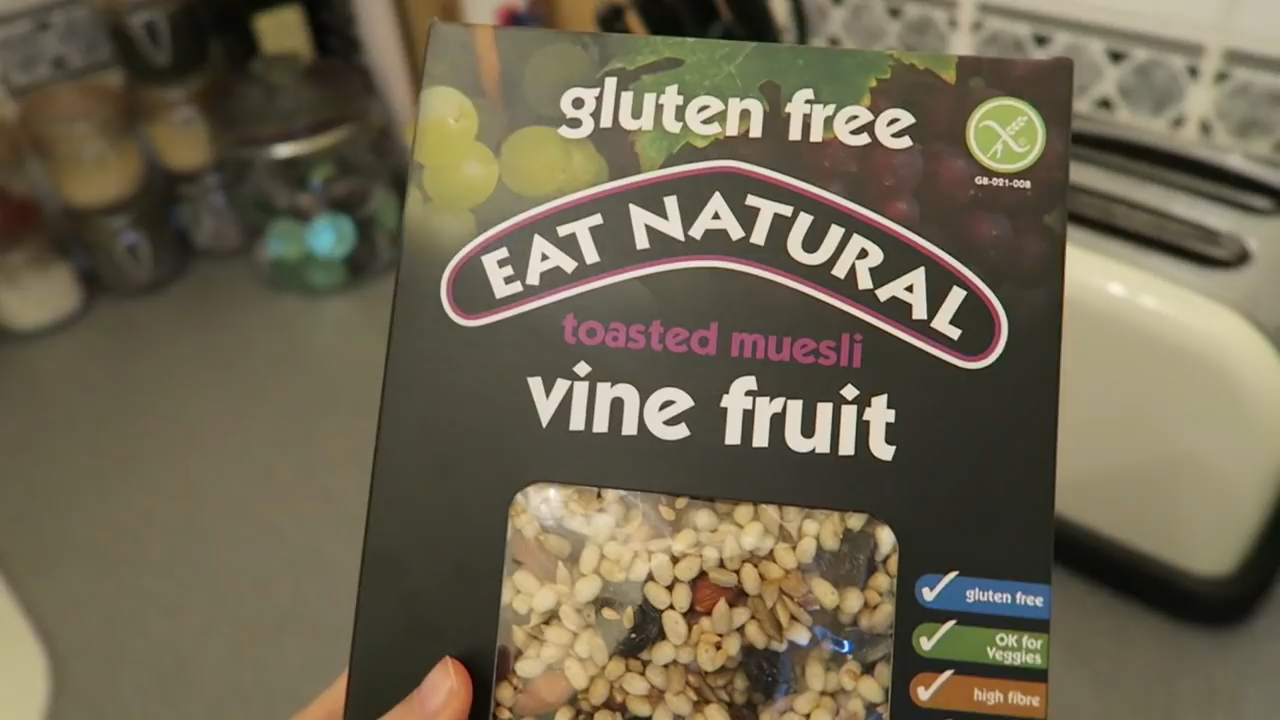 gluten free
GB-021-008
EAT NATURAL
toasted muesli
vine fruit
gluten free
OK for
Veggies
high fibre